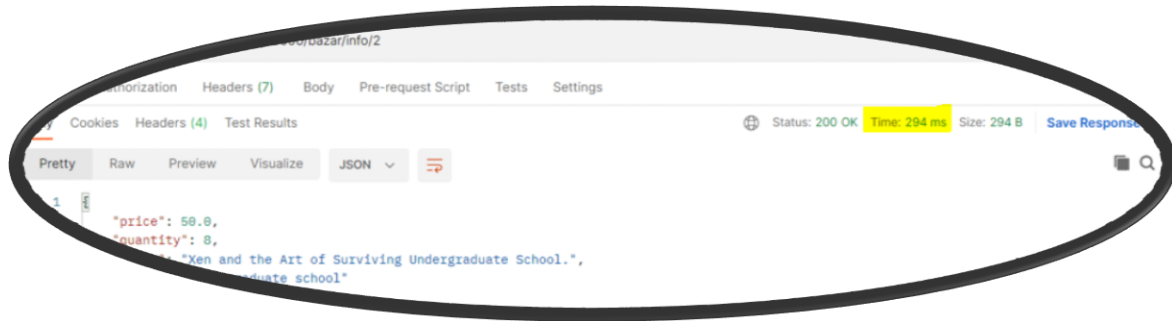 /bazar/info/2
Headers (7) Body Pre-request Script Tests Settings
Cookies Headers (4) Test Results Status: 200 OK Time: 294 ms Size: 294 B Save Response
Pretty Raw Preview Visualize JSON
1
"price": 50.0,
"quantity": 8,
"Xen and the Art of Surviving Undergraduate School.",
school"